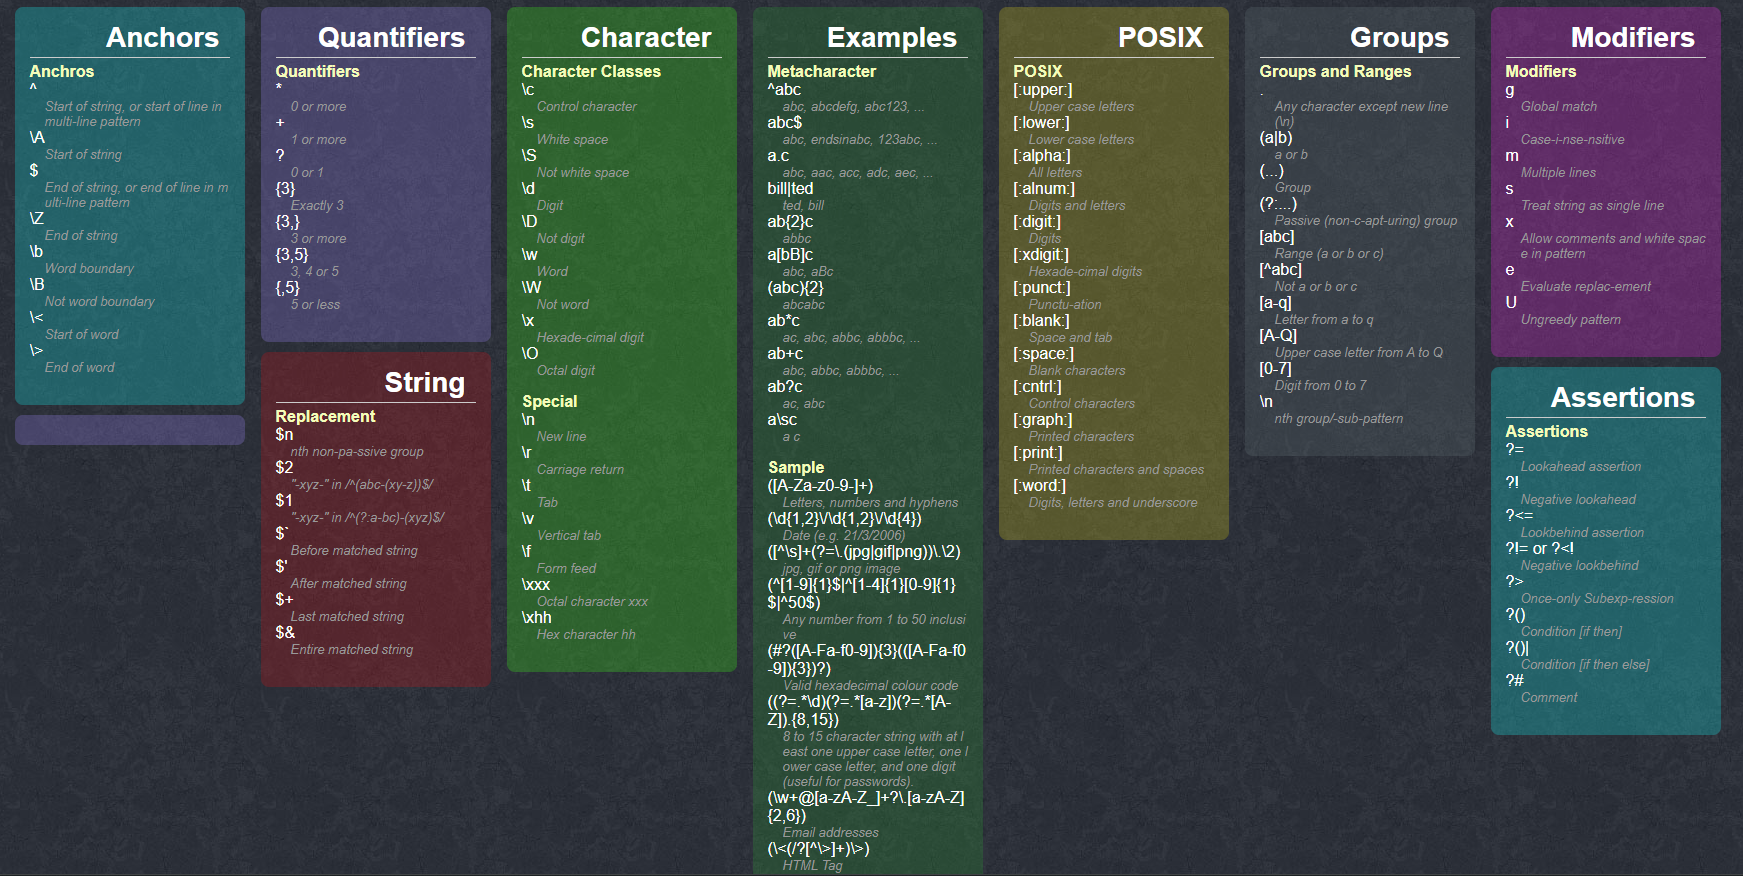 Anchors
Anchros
^
Start of string, or start of line in
multi-line pattern
\A
Start of string
$
End of string, or end of line in m
ulti-line pattern
\Z
End of string
\b
Word boundary
\B
Not word boundary
\<
Start of word
\>
End of word
Quantifiers
Quantifiers
*
0 or more
+
1 or more
?
0 or 1
{3}
Exactly 3
{3,}
3 or more
{3,5}
3, 4 or 5
{,5}
5 or less
String
Replacement
$n
nth non-pa-ssive group
$2
"-xyz-" in /^(abc-(xy-z))$/
$1
"-xyz-" in /^(?:a-bc)-(xyz)$/
$`
Before matched string
$'
After matched string
$+
Last matched string
$&
Entire matched string
Character
Character Classes
\c
Control character
\s
White space
\S
Not white space
\d
Digit
\D
Not digit
\w
Word
\W
Not word
\x
Hexade-cimal digit
\O
Octal digit
Special
\n
New line
\r
Carriage return
\t
Tab
\v
Vertical tab
\f
Form feed
\xxx
Octal character xxx
\xhh
Hex character hh
Examples
Metacharacter
^abc
abc, abcdefg, abc123, ...
abc$
abc, endsinabc, 123abc, ...
a.c
abc, aac, acc, adc, aec, ...
bill|ted
ted, bill
ab{2}c
abbc
a[bB]c
abc, aBc
(abc){2}
abcabc
ab*c
ac, abc, abbc, abbbc, ...
ab+c
abc, abbc, abbbc, ...
ab?c
ac, abc
a\sc
a c
Sample
([A-Za-z0-9-]+)
Letters, numbers and hyphens
(\d{1,2}\/\d{1,2}\/\d{4})
Date (e.g. 21/3/2006)
([^\s]+(?=\.(jpg|gif|png))\.\2)
jpg, gif or png image
(^[1-9]{1}$|^[1-4]{1}[0-9]{1}
$|^50$)
Any number from 1 to 50 inclusi
ve
(#?([A-Fa-f0-9]){3}(([A-Fa-f0
-9]){3})?)
Valid hexadecimal colour code
((?=.*\d)(?=.*[a-z])(?=.*[A-
Z]).{8,15})
8 to 15 character string with at l
east one upper case letter, one l
ower case letter, and one digit
(useful for passwords).
(\w+@[a-zA-Z_]+?\.[a-zA-Z]
{2,6})
Email addresses
(\<(/?[^\>]+)\>)
HTML Tag
POSIX
POSIX
[:upper:]
Upper case letters
[:lower:]
Lower case letters
[:alpha:]
All letters
[:alnum:]
Digits and letters
[:digit:]
Digits
[:xdigit:]
Hexade-cimal digits
[:punct:]
Punctu-ation
[:blank:]
Space and tab
[:space:]
Blank characters
[:cntrl:]
Control characters
[:graph:]
Printed characters
[:print:]
Printed characters and spaces
[:word:]
Digits, letters and underscore
Groups
Groups and Ranges
.
Any character except new line
(\n)
(a|b)
a or b
(...)
Group
(?:...)
Passive (non-c-apt-uring) group
[abc]
Range (a or b or c)
[^abc]
Not a or b or c
[a-q]
Letter from a to q
[A-Q]
Upper case letter from A to Q
[0-7]
Digit from 0 to 7
\n
nth group/-sub-pattern
Modifiers
Modifiers
g
Global match
i
Case-i-nse-nsitive
m
Multiple lines
s
Treat string as single line
x
Allow comments and white spac
e in pattern
e
Evaluate replac-ement
U
Ungreedy pattern
Assertions
Assertions
?=
Lookahead assertion
?!
Negative lookahead
?<=
Lookbehind assertion
?!= or ?<!
Negative lookbehind
?>
Once-only Subexp-ression
?()
Condition [if then]
?()|
Condition [if then else]
?#
Comment